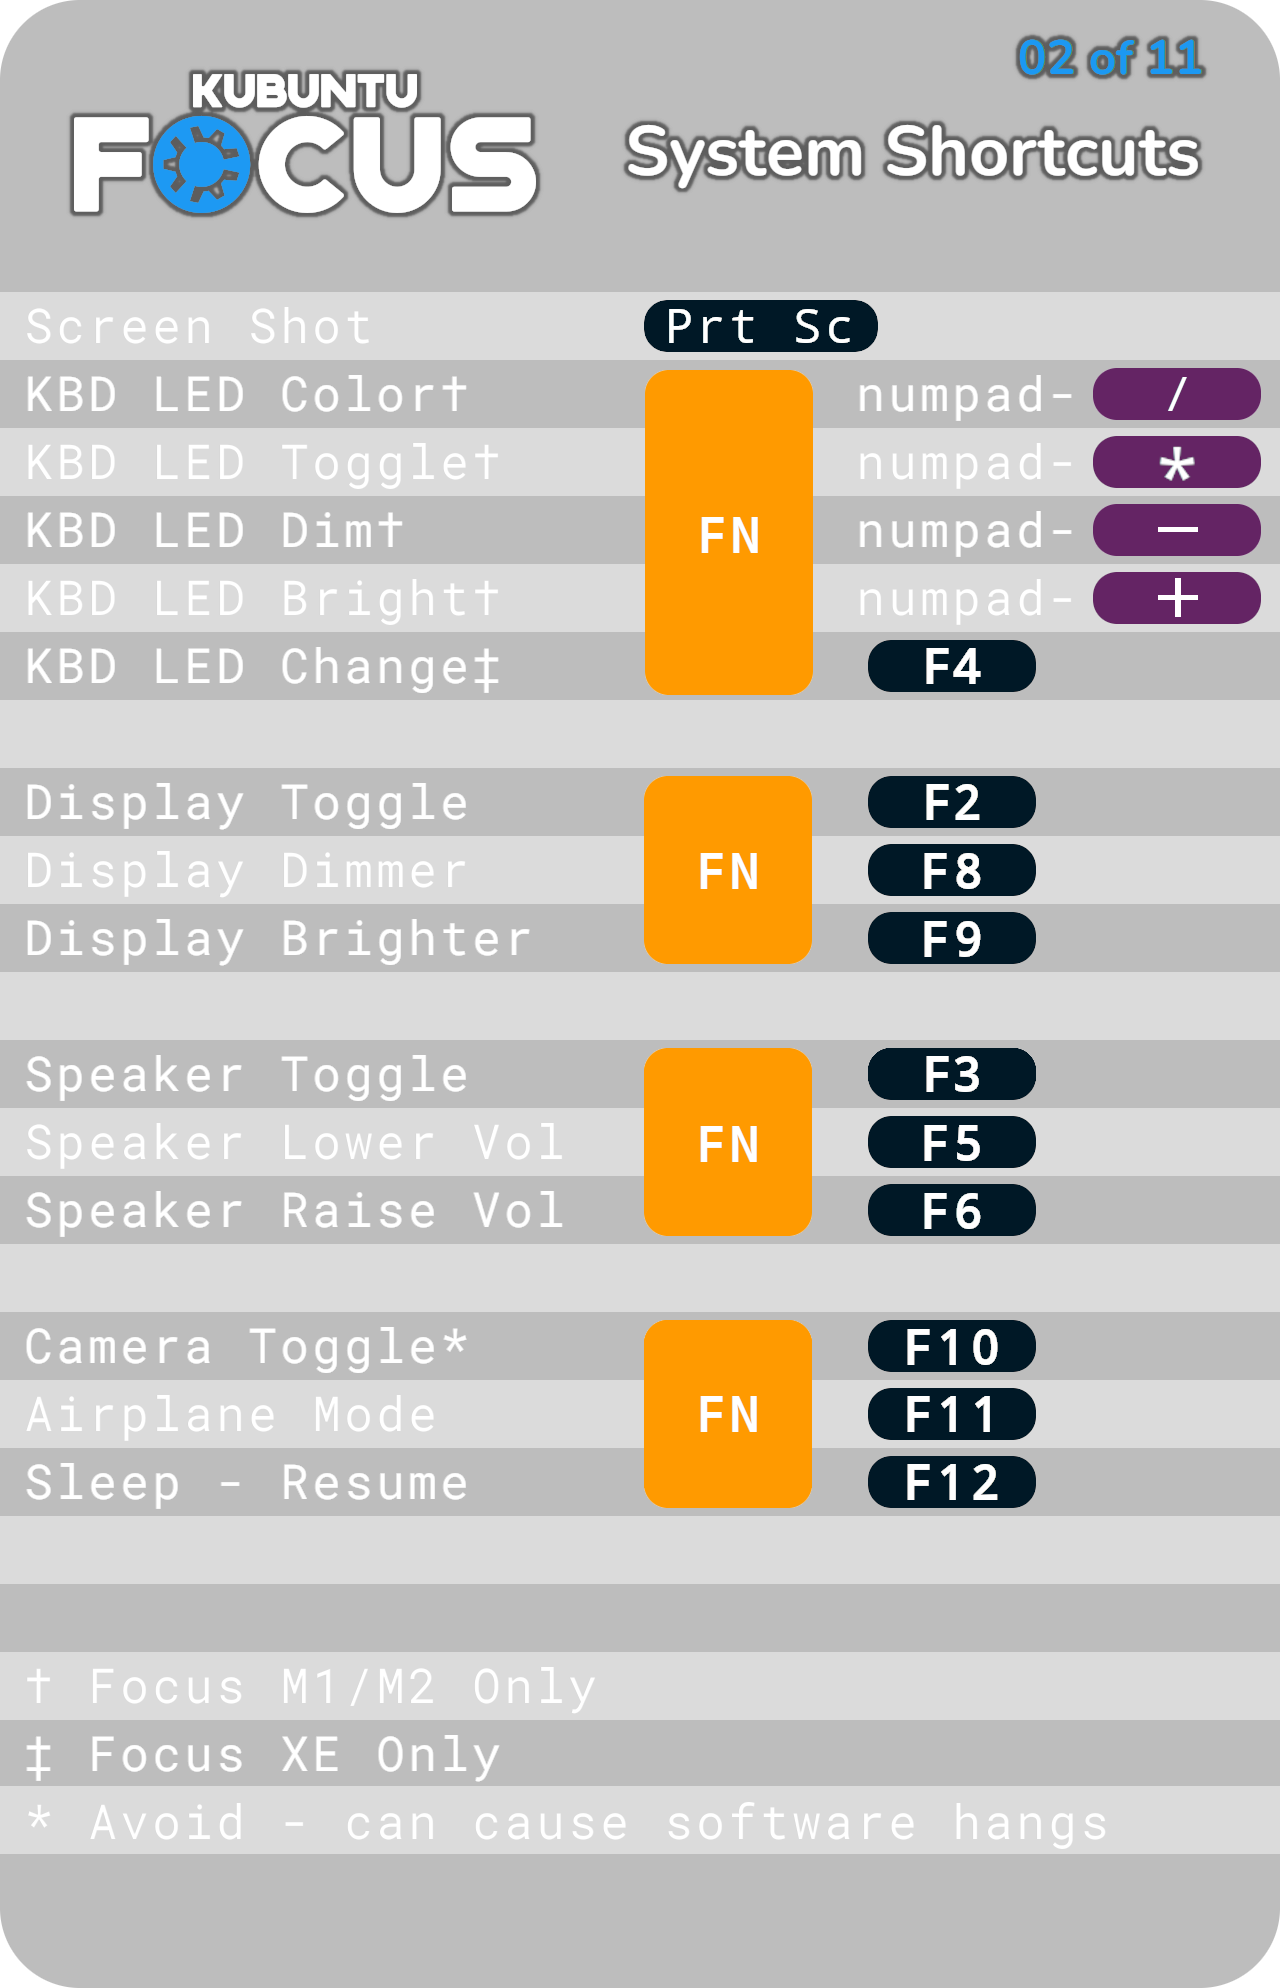 02 of 11
KUBUNTU
FOCUS
System Shortcuts
Screen Shot Prt Sc
KBD LED Color† numpad- /
KBD LED Toggle† numpad- *
KBD LED Dim† FN numpad- −
KBD LED Bright† numpad- +
KBD LED Change‡ F4
Display Toggle F2
Display Dimmer FN F8
Display Brighter F9
Speaker Toggle F3
Speaker Lower Vol FN F5
Speaker Raise Vol F6
Camera Toggle* F10
Airplane Mode FN F11
Sleep - Resume F12
† Focus M1/M2 Only
‡ Focus XE Only
* Avoid - can cause software hangs